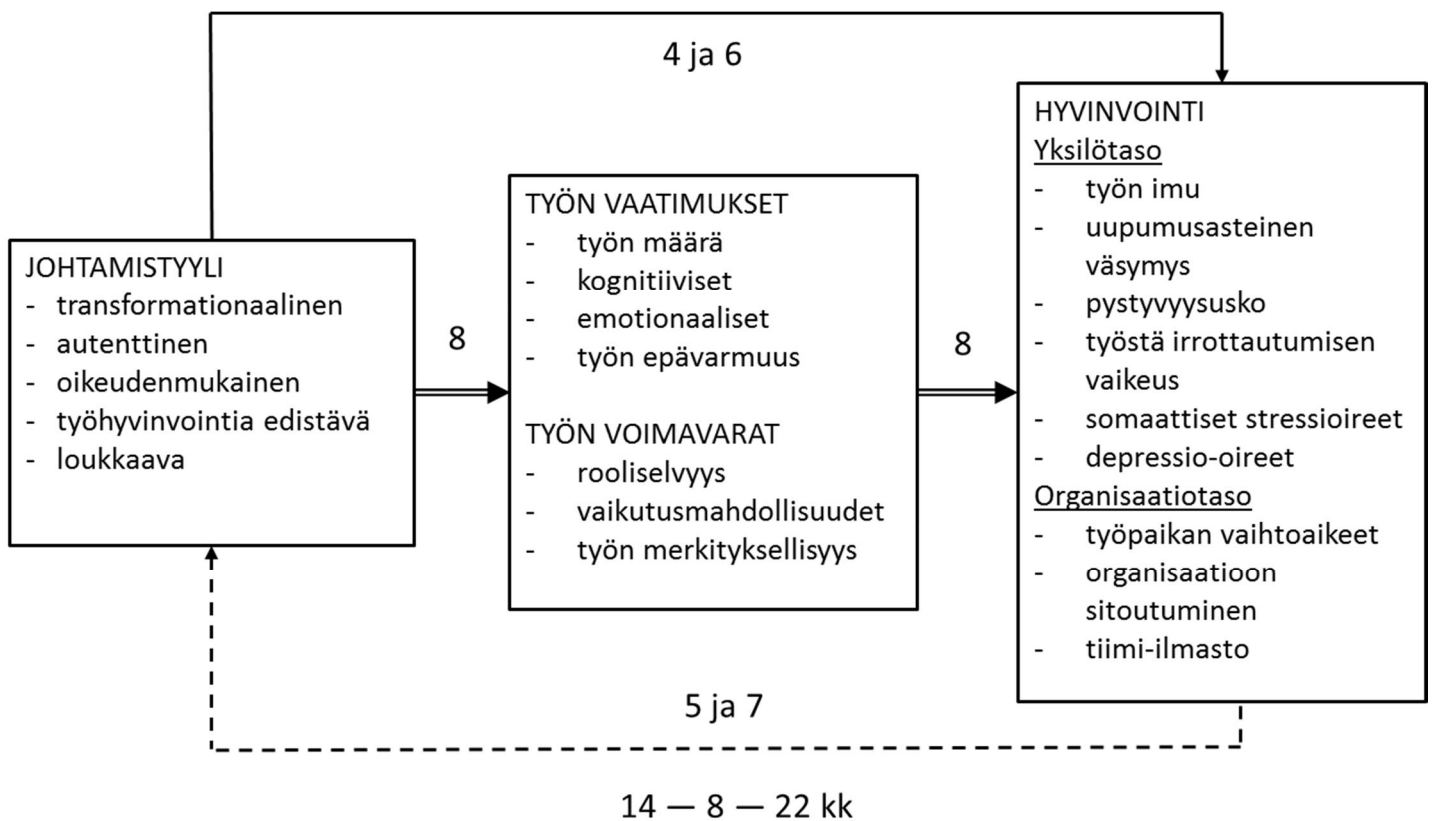 4 ja 6
JOHTAMISTYYLI
- transformationaalinen
- autenttinen
- oikeudenmukainen
- työhyvinvointia edistävä
- loukkaava
8
TYÖN VAATIMUKSET
- työn määrä
- kognitiiviset
- emotionaaliset
- työn epävarmuus
TYÖN VOIMAVARAT
- rooliselvyys
- vaikutusmahdollisuudet
- työn merkityksellisyys
8
HYVINVOINTI
Yksilötaso
- työn imu
- uupumusasteinen
väsymys
- pystyvyysusko
- työstä irrottautumisen
vaikeus
- somaattiset stressioireet
- depressio-oireet
Organisaatiotaso
- työpaikan vaihtoaikeet
- organisaatioon
sitoutuminen
- tiimi-ilmasto
5 ja 7
14 — 8 — 22 kk